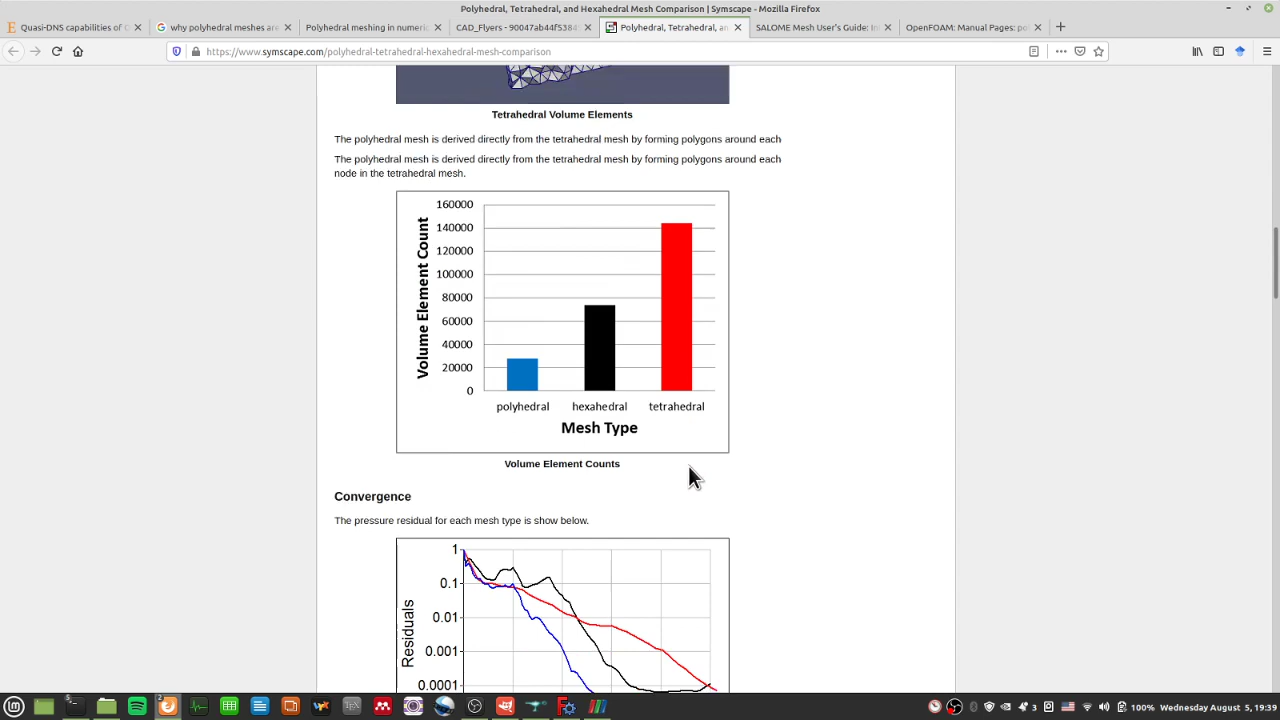 Polyhedral, Tetrahedral, and Hexahedral Mesh Comparison | Symscape - Mozilla Firefox
Quasi-DNS capabilities of O
why polyhedral meshes are
Polyhedral meshing in numeric
CAD_Flyers - 90047ab44f5384
Polyhedral, Tetrahedral, an
SALOME Mesh User's Guide: In
OpenFOAM: Manual Pages: po
https://www.symscape.com/polyhedral-tetrahedral-hexahedral-mesh-comparison
Tetrahedral Volume Elements
The polyhedral mesh is derived directly from the tetrahedral mesh by forming polygons around each
The polyhedral mesh is derived directly from the tetrahedral mesh by forming polygons around each
node in the tetrahedral mesh.
Volume Element Count
160000
140000
120000
100000
80000
60000
40000
20000
0
polyhedral hexahedral tetrahedral
Mesh Type
Volume Element Counts
Convergence
The pressure residual for each mesh type is show below.
Residuals
1
0.1
0.01
0.001
0.0001
5
2
3
100% Wednesday August 5, 19:39